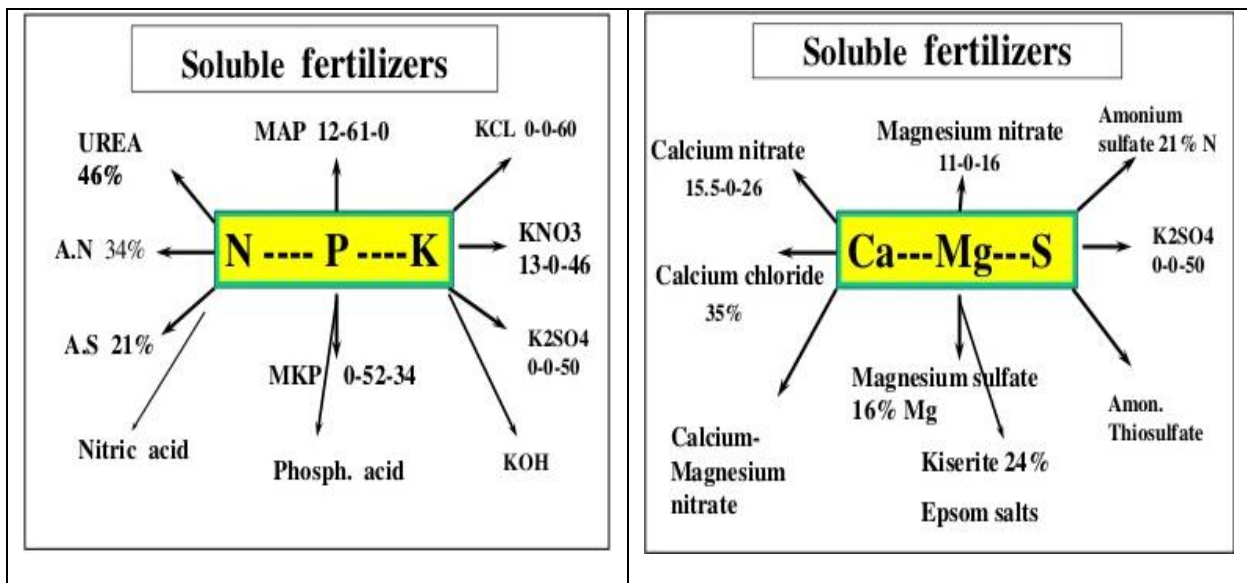 Soluble fertilizers
UREA
46%
MAP 12-61-0
KCL 0-0-60
A.N 34%
N ---- P ----K
KNO3
13-0-46
A.S 21%
MKP 0-52-34
K2SO4
0-0-50
Nitric acid
Phosph. acid
KOH
Soluble fertilizers
Calcium nitrate
15.5-0-26
Magnesium nitrate
11-0-16
Amonium
sulfate 21% N
Ca---Mg---S
K2SO4
0-0-50
Calcium chloride
35%
Magnesium sulfate
16% Mg
Amon.
Thiosulfate
Calcium-
Magnesium
nitrate
Kiserite 24%
Epsom salts